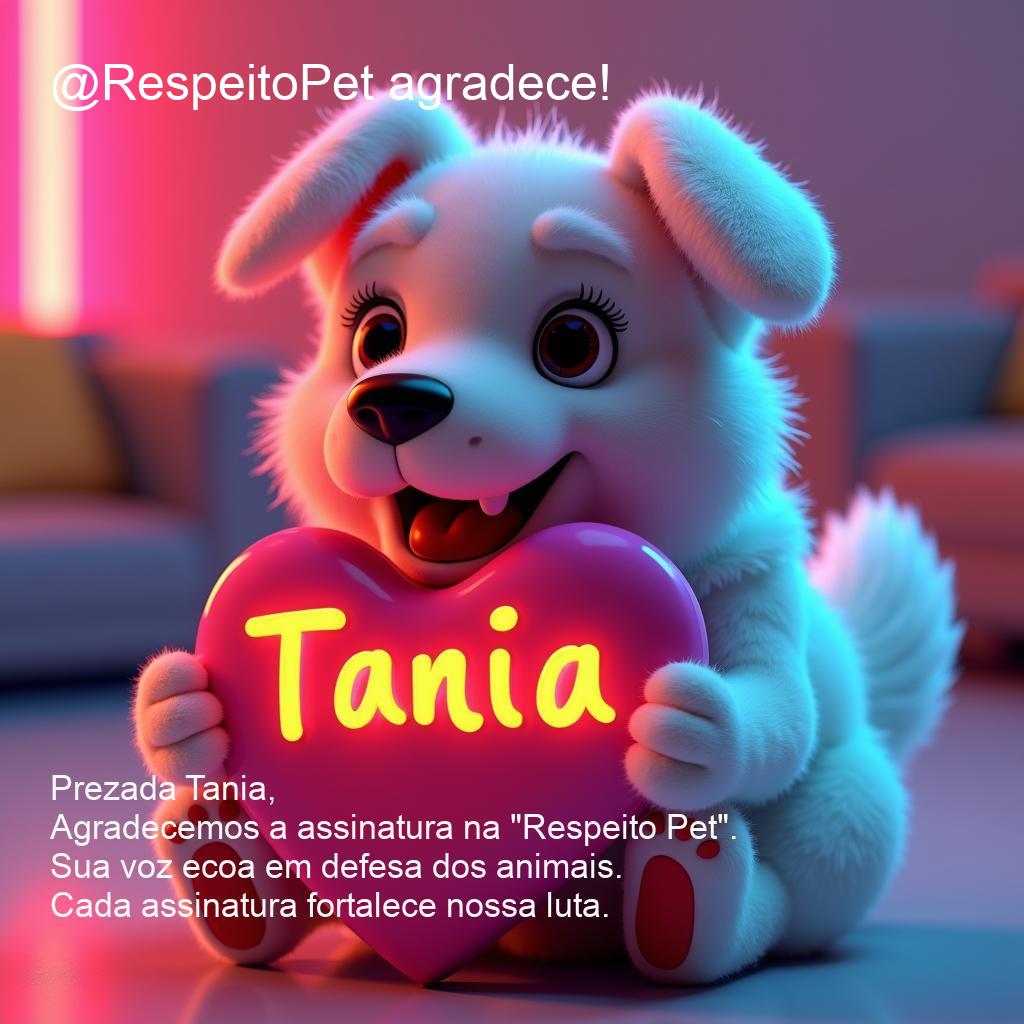 @RespeitoPet agradece!
Tania
Prezada Tania,
Agradecemos a assinatura na "Respeito Pet".
Sua voz ecoa em defesa dos animais.
Cada assinatura fortalece nossa luta.